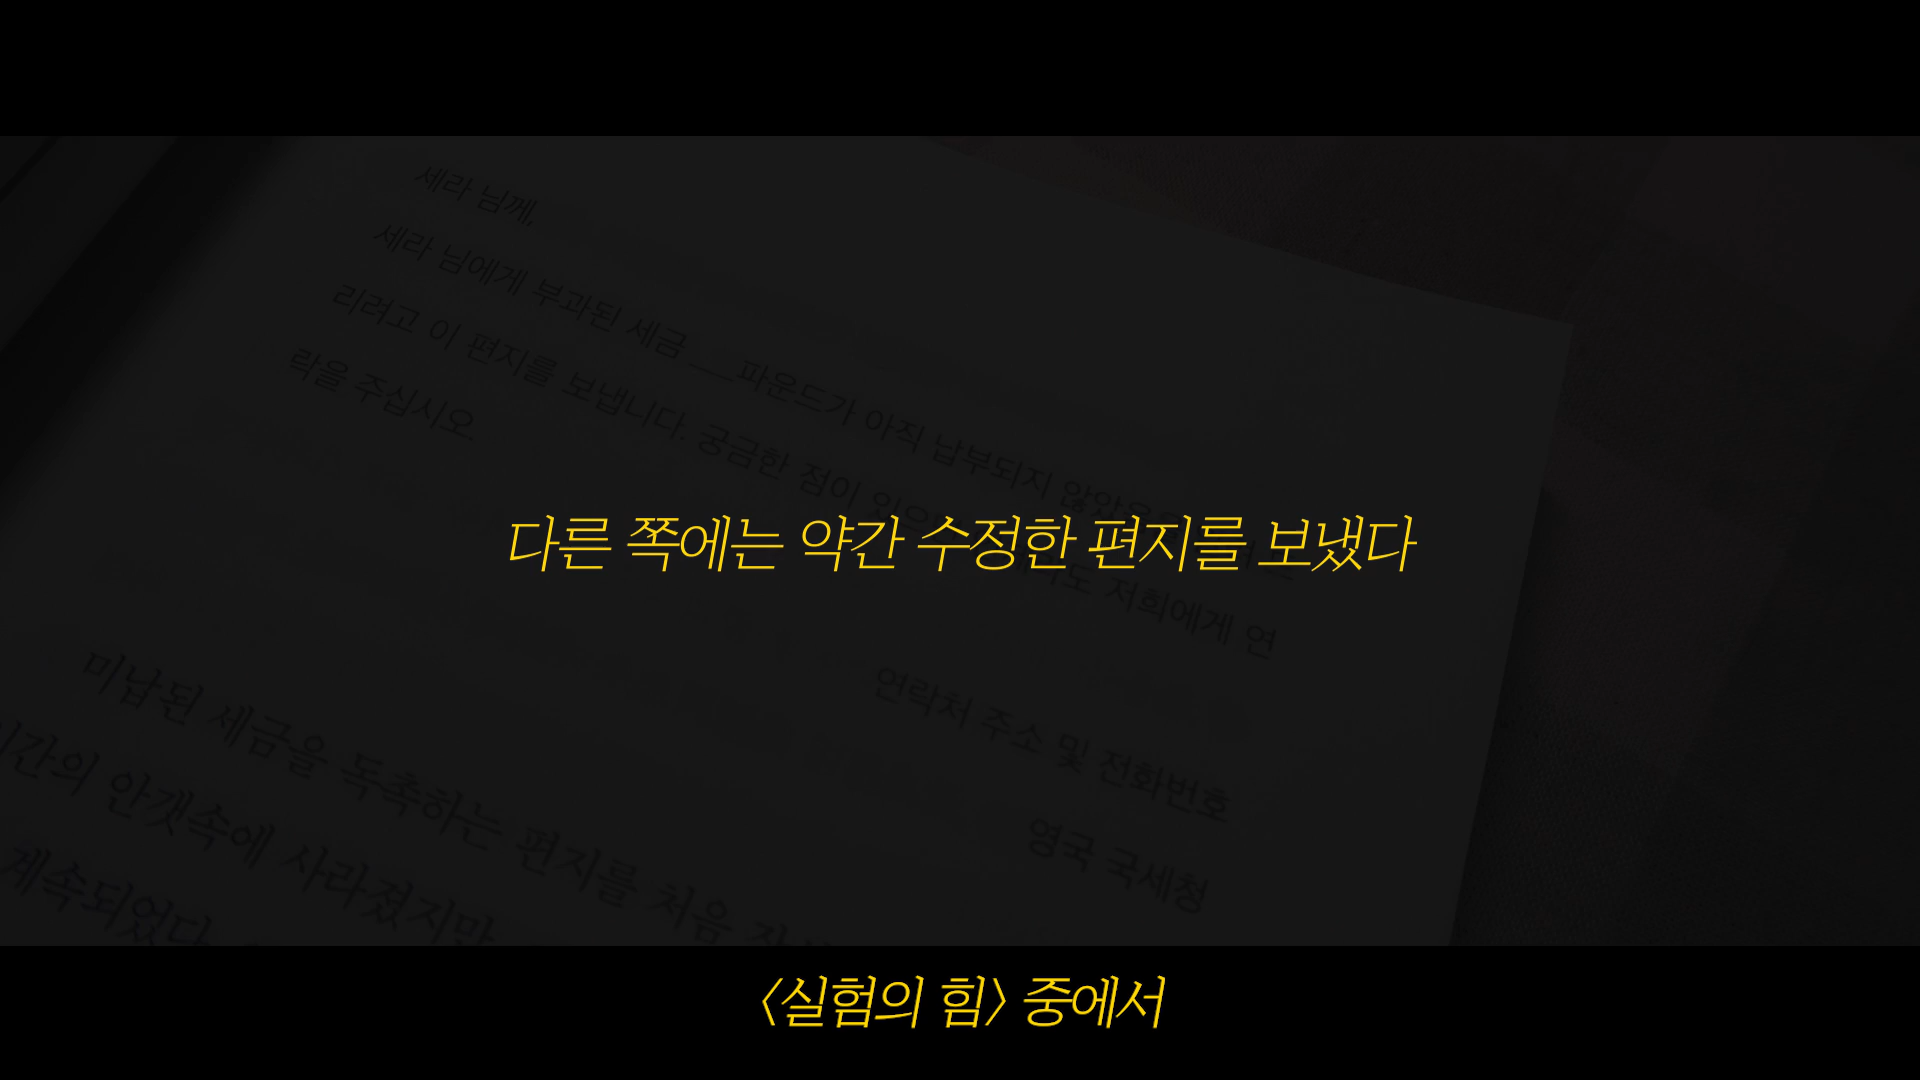 세라 님께,
세라 님에게 부과된 세금 ___파운드가 아직 납부되지 않았
리려고 이 편지를 보냅니다. 궁금한 점이 저희에게 연
락을 주십시오.
다른 쪽에는 약간 수정한 편지를 보냈다
연락처 주소 및 전화번호
영국 국세청
미납된 세금을 독촉하는 편지를 처음
시간의 안갯속에 사라졌지만
계속되었다.
〈실험의 힘〉 중에서